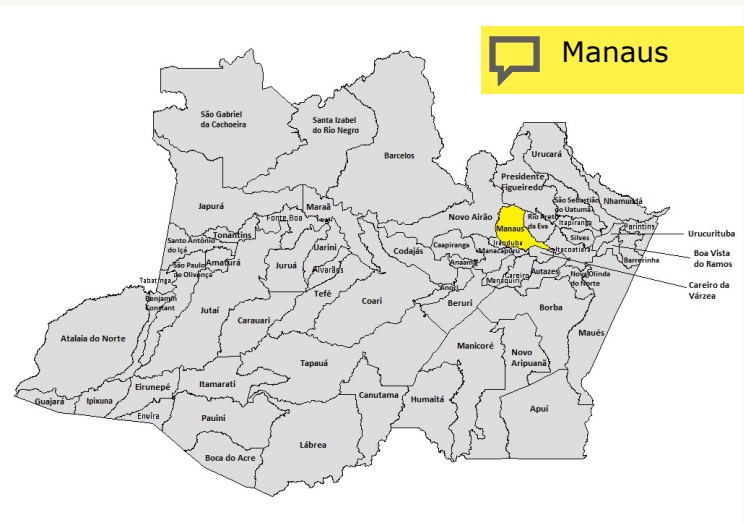 Manaus
São Gabriel
da Cachoeira
Santa Izabel
do Rio Negro
Barcelos
Urucará
Presidente
Figueiredo
São Sebastião
do Uatumã
Nhamundá
Japurá
Maraã
Fonte Boa
Novo Airão
Manaus
Rio Preto
da Eva
Itapiranga
Parintins
Urucurituba
Tonantins
Santo Antônio
do Içá
Uarini
Codajás
Caapiranga
Iranduba
Manacapuru
Silves
Itacoatiara
Boa Vista
do Ramos
São Paulo
de Olivença
Amaturá
Juruá
Alvarães
Anamã
Barreirinha
Tabatinga
Tefé
Careiro
Autazes
Nova Olinda
do Norte
Manaquiri
Careiro da
Várzea
Benjamin
Constant
Jutaí
Carauari
Coari
Anori
Beruri
Borba
Atalaia do Norte
Maués
Manicoré
Novo
Aripuanã
Tapauá
Guajará
Ipixuna
Eirunepé
Itamarati
Canutama
Humaitá
Apuí
Envira
Pauini
Boca do Acre
Lábrea